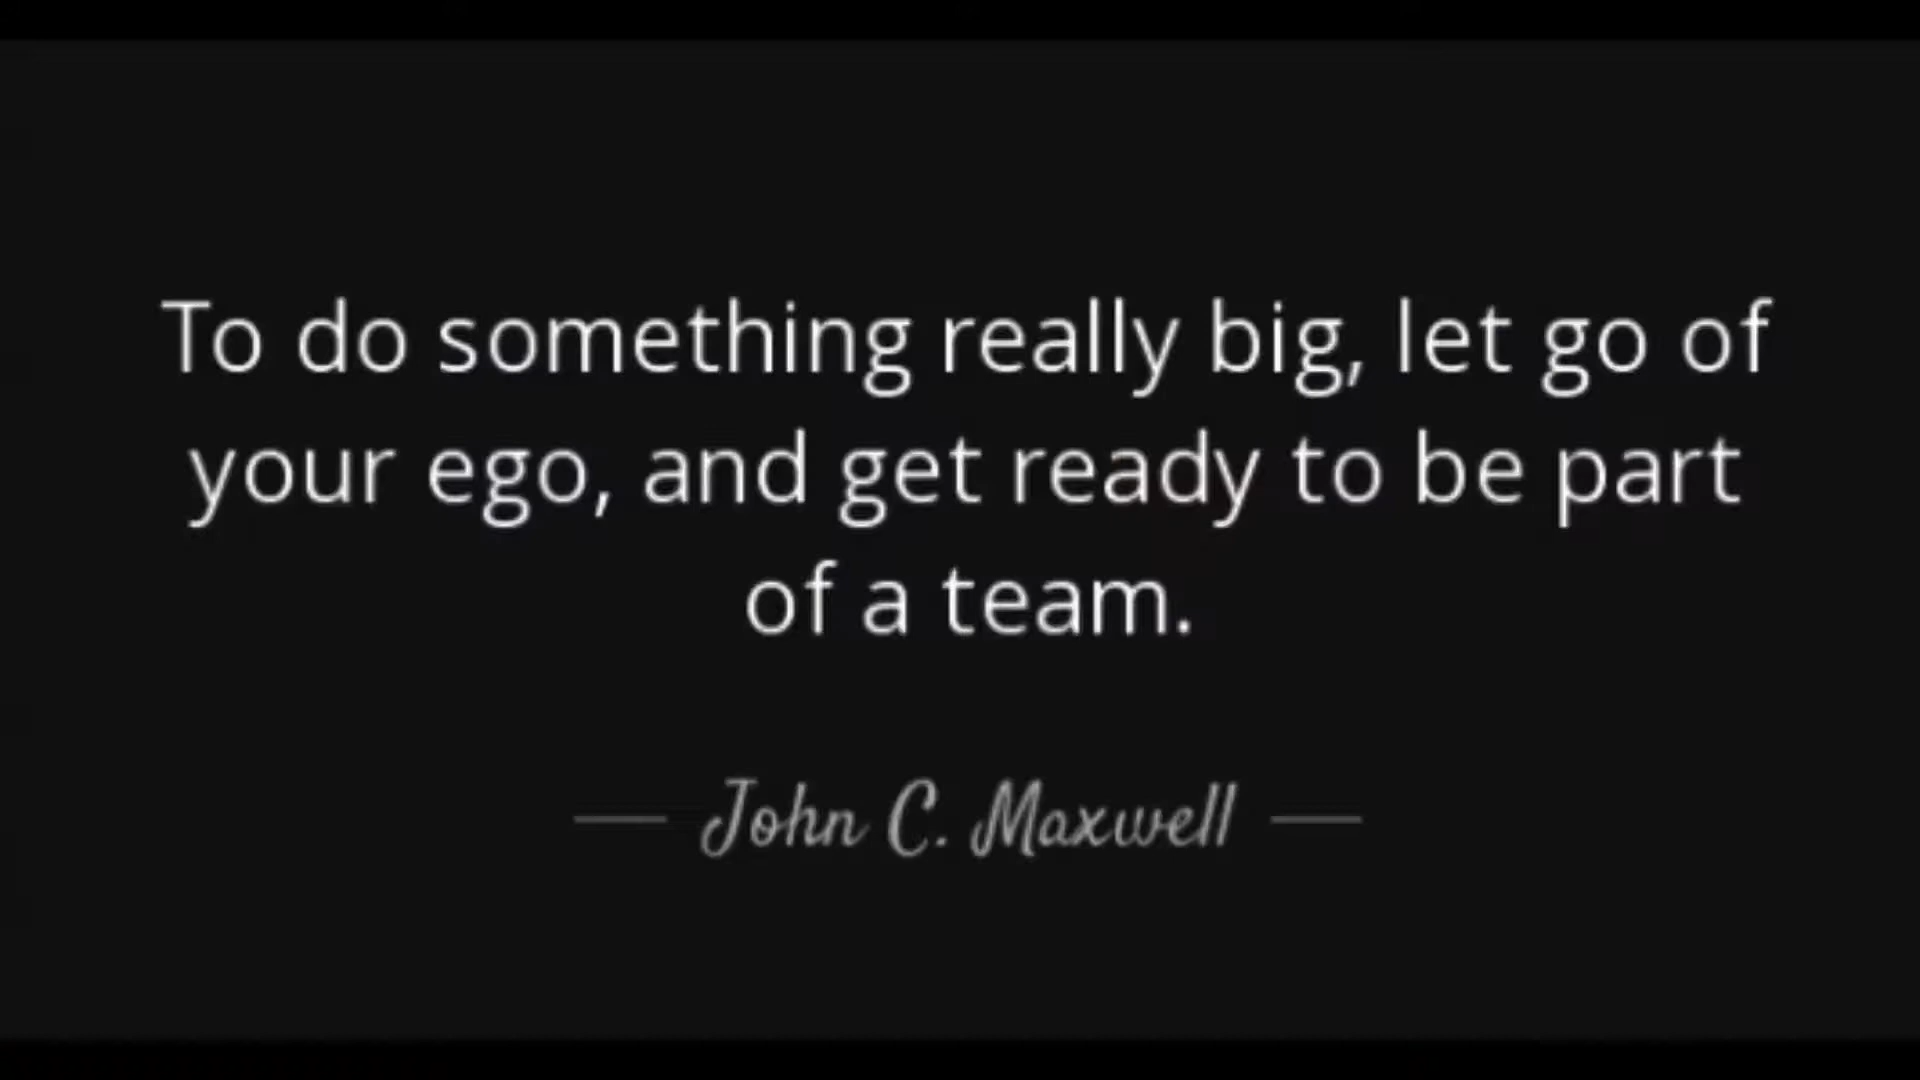 To do something really big, let go of
your ego, and get ready to be part
of a team.
— John C. Maxwell —